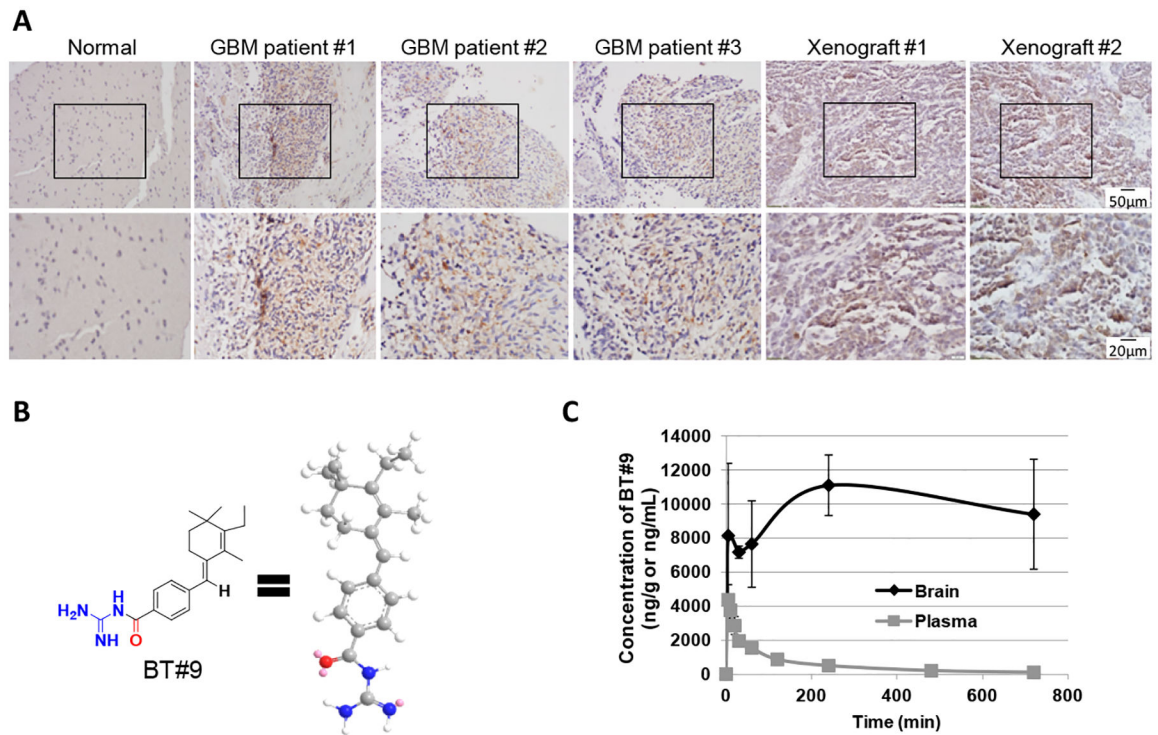 A
Normal
GBM patient #1
GBM patient #2
GBM patient #3
Xenograft #1
Xenograft #2
50μm
20μm
B
H
H₂N
H
N
NH
O
BT#9
C
Concentration of BT#9
(ng/g or ng/mL)
14000
12000
10000
8000
6000
4000
2000
0
Brain
Plasma
0
200
400
600
800
Time (min)